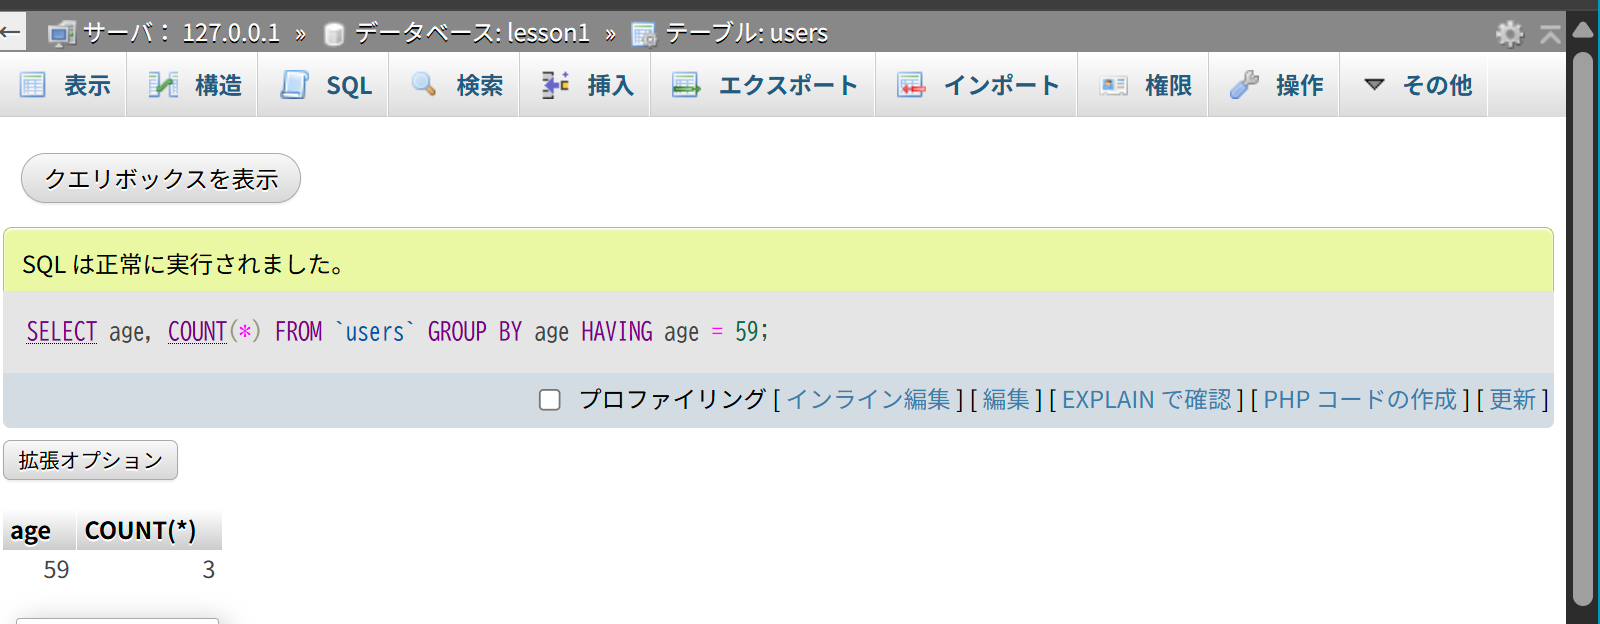 ← サーバ： 127.0.0.1 » データベース: lesson1 » テーブル: users
表示 構造 SQL 検索 挿入 エクスポート インポート 権限 操作 その他
クエリボックスを表示
SQL は正常に実行されました。
SELECT age, COUNT(*) FROM `users` GROUP BY age HAVING age = 59;
プロファイリング [ インライン編集 ] [ 編集 ] [ EXPLAIN で確認 ] [ PHP コードの作成 ] [ 更新 ]
拡張オプション
age COUNT(*)
59 3